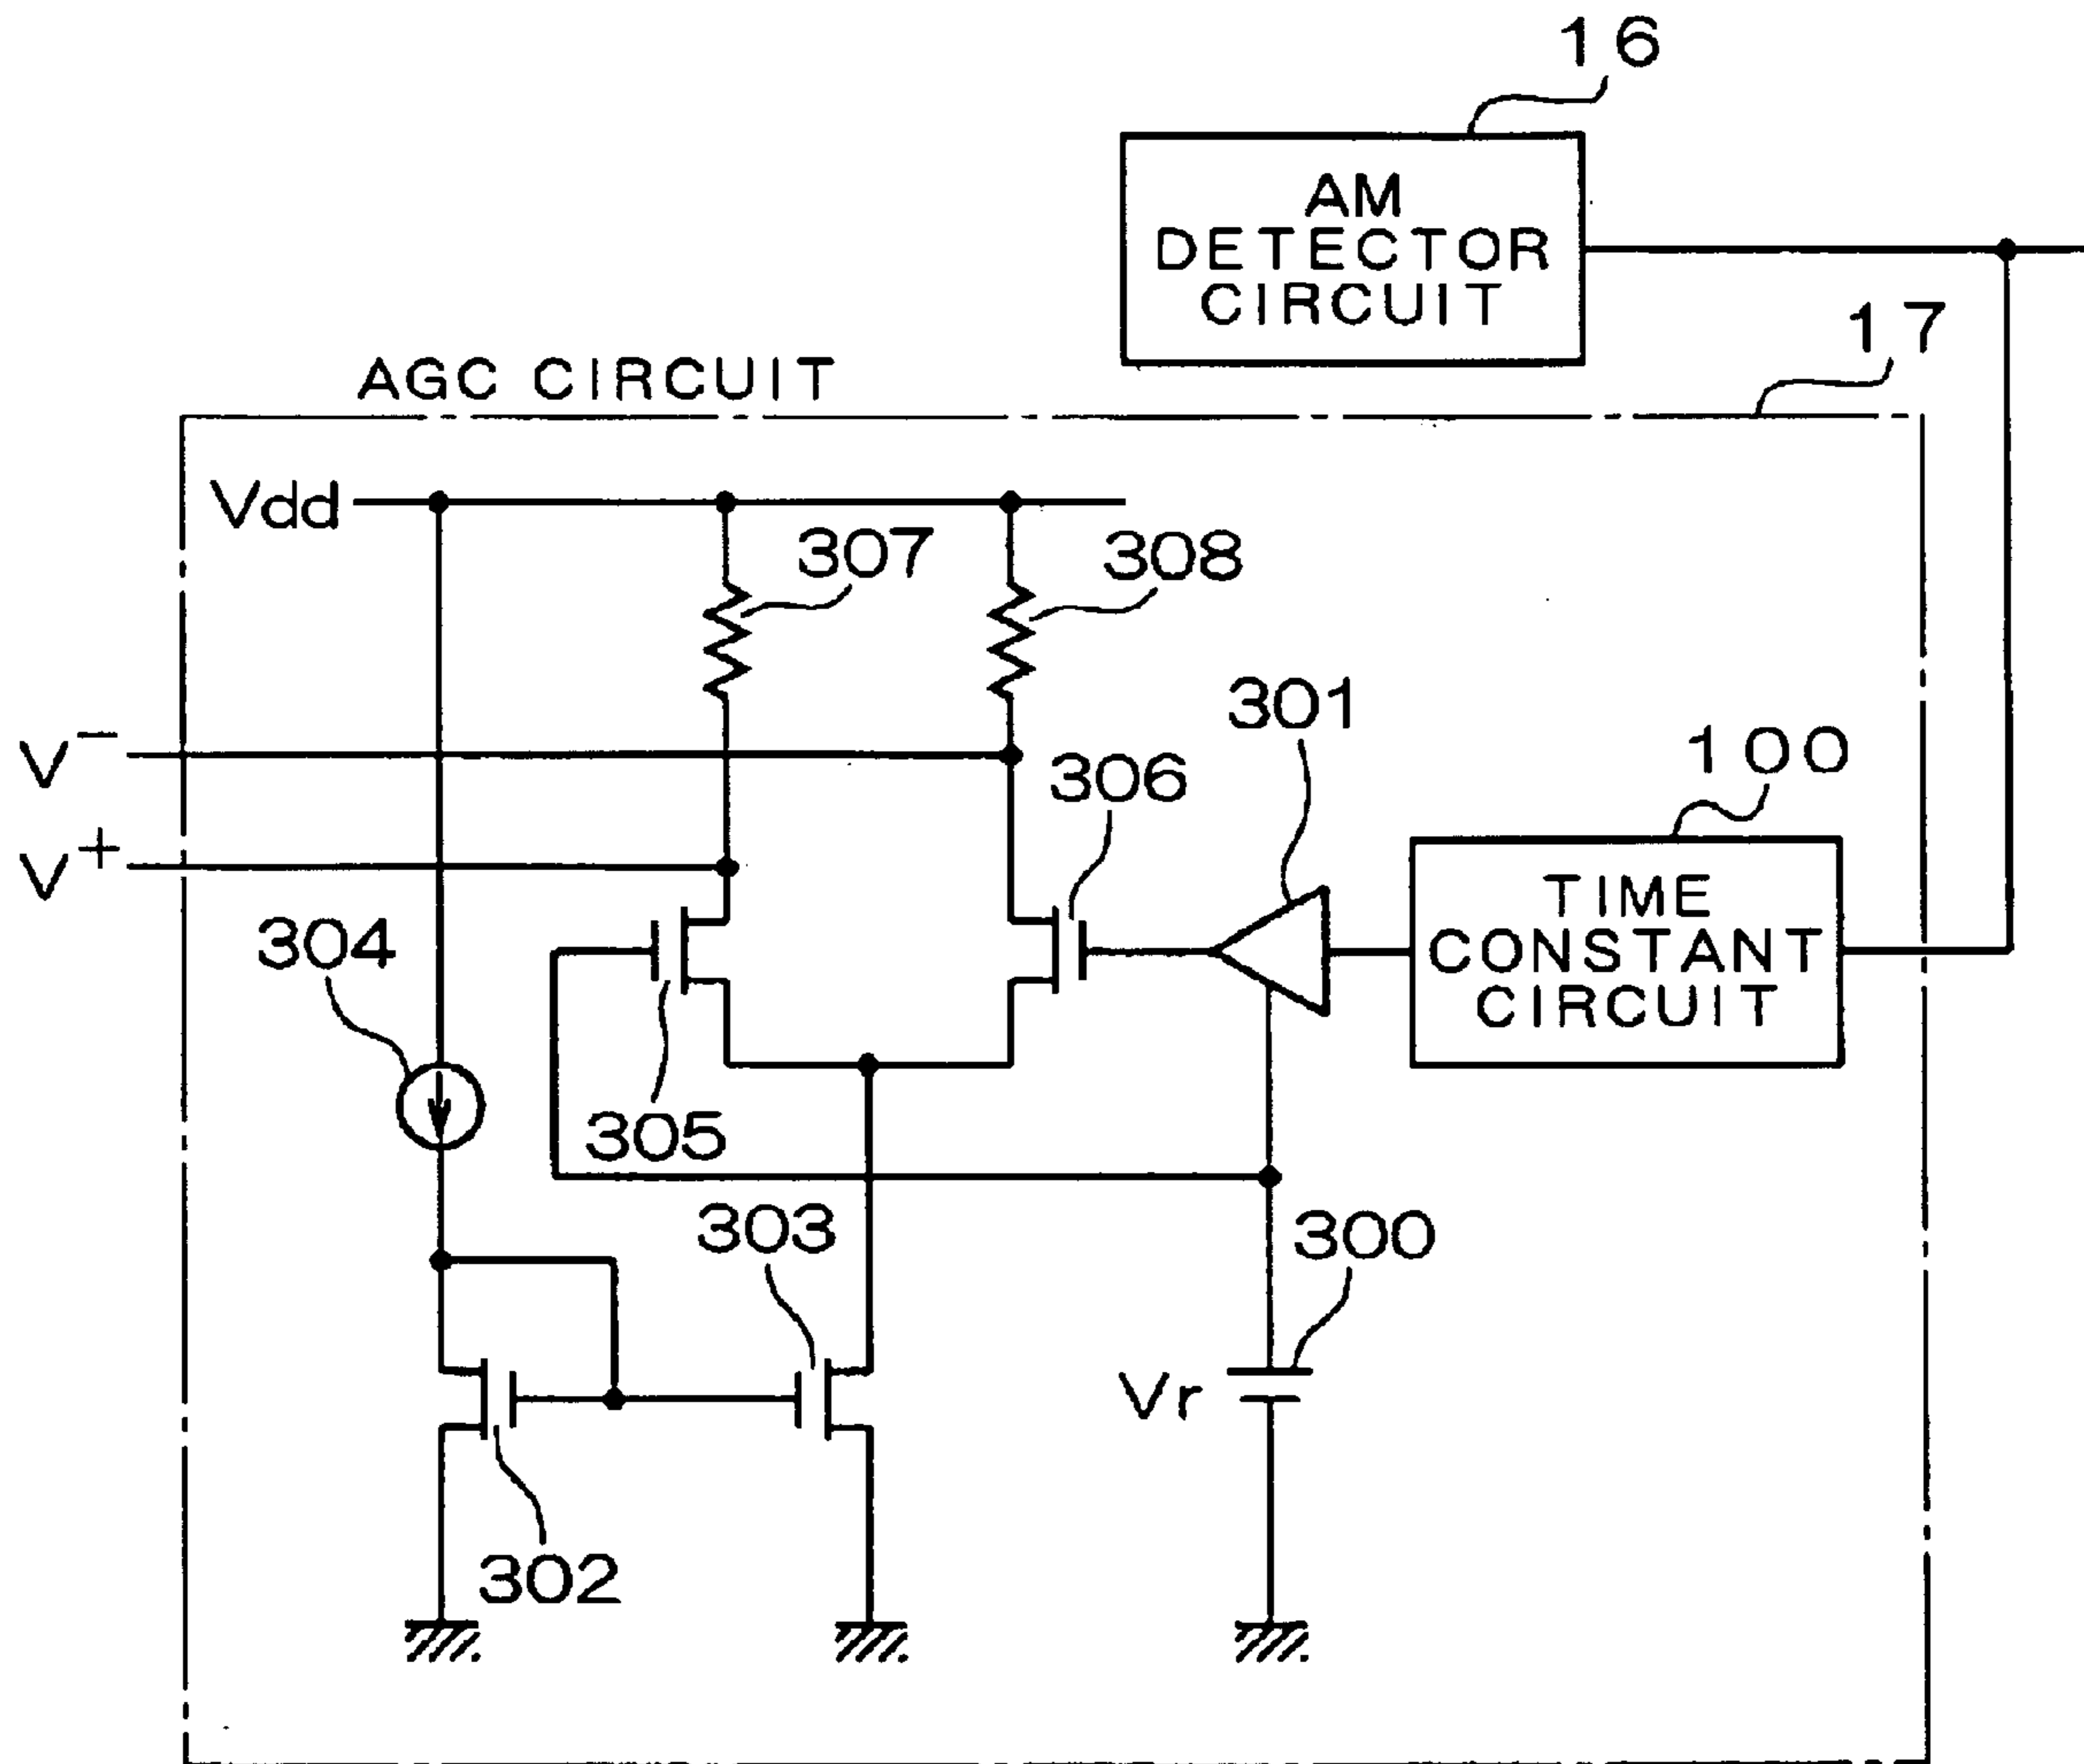 16
AM
DETECTOR
CIRCUIT
17
AGC CIRCUIT
Vdd
307
308
301
V−
306
100
V+
TIME
CONSTANT
CIRCUIT
304
305
303
300
Vr
302